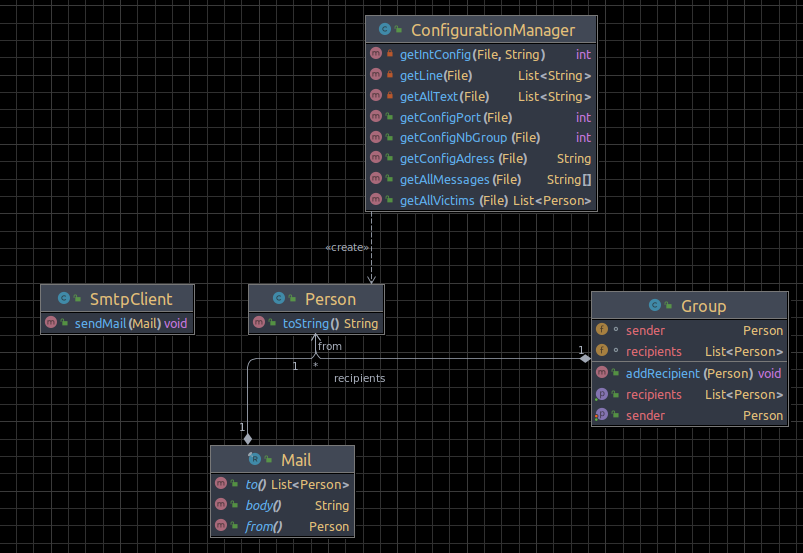 ConfigurationManager
getIntConfig(File, String) int
getLine(File) List<String>
getAllText(File) List<String>
getConfigPort(File) int
getConfigNbGroup (File) int
getConfigAdress (File) String
getAllMessages (File) String[]
getAllVictims (File) List<Person>
«create»
SmtpClient
sendMail(Mail) void
Person
toString() String
Group
sender Person
recipients List<Person>
addRecipient (Person) void
recipients List<Person>
sender Person
from
1
1 *
recipients
1
Mail
to() List<Person>
body() String
from() Person